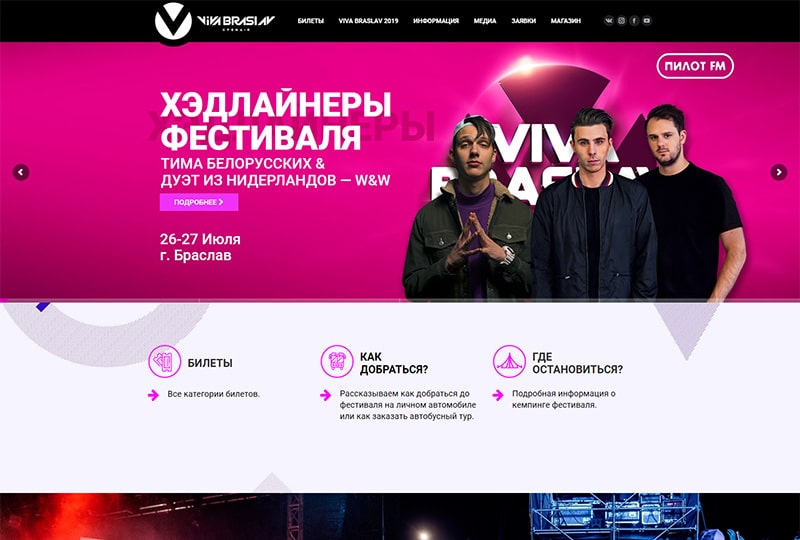 VIVA BRASLAV
OPENAIR
БИЛЕТЫ
VIVA BRASLAV 2019
ИНФОРМАЦИЯ
МЕДИА
ЗАЯВКИ
МАГАЗИН
ПИЛОТ FM
ХЭДЛАЙНЕРЫ
ФЕСТИВАЛЯ
ТИМА БЕЛОРУССКИХ &
ДУЭТ ИЗ НИДЕРЛАНДОВ — W&W
ПОДРОБНЕЕ
26-27 Июля
г. Браслав
VIVA
BRASLAV
БИЛЕТЫ
Все категории билетов.
КАК
ДОБРАТЬСЯ?
Рассказываем как добраться до
фестиваля на личном автомобиле
или как заказать автобусный тур.
ГДЕ
ОСТАНОВИТЬСЯ?
Подробная информация о
кемпинге фестиваля.